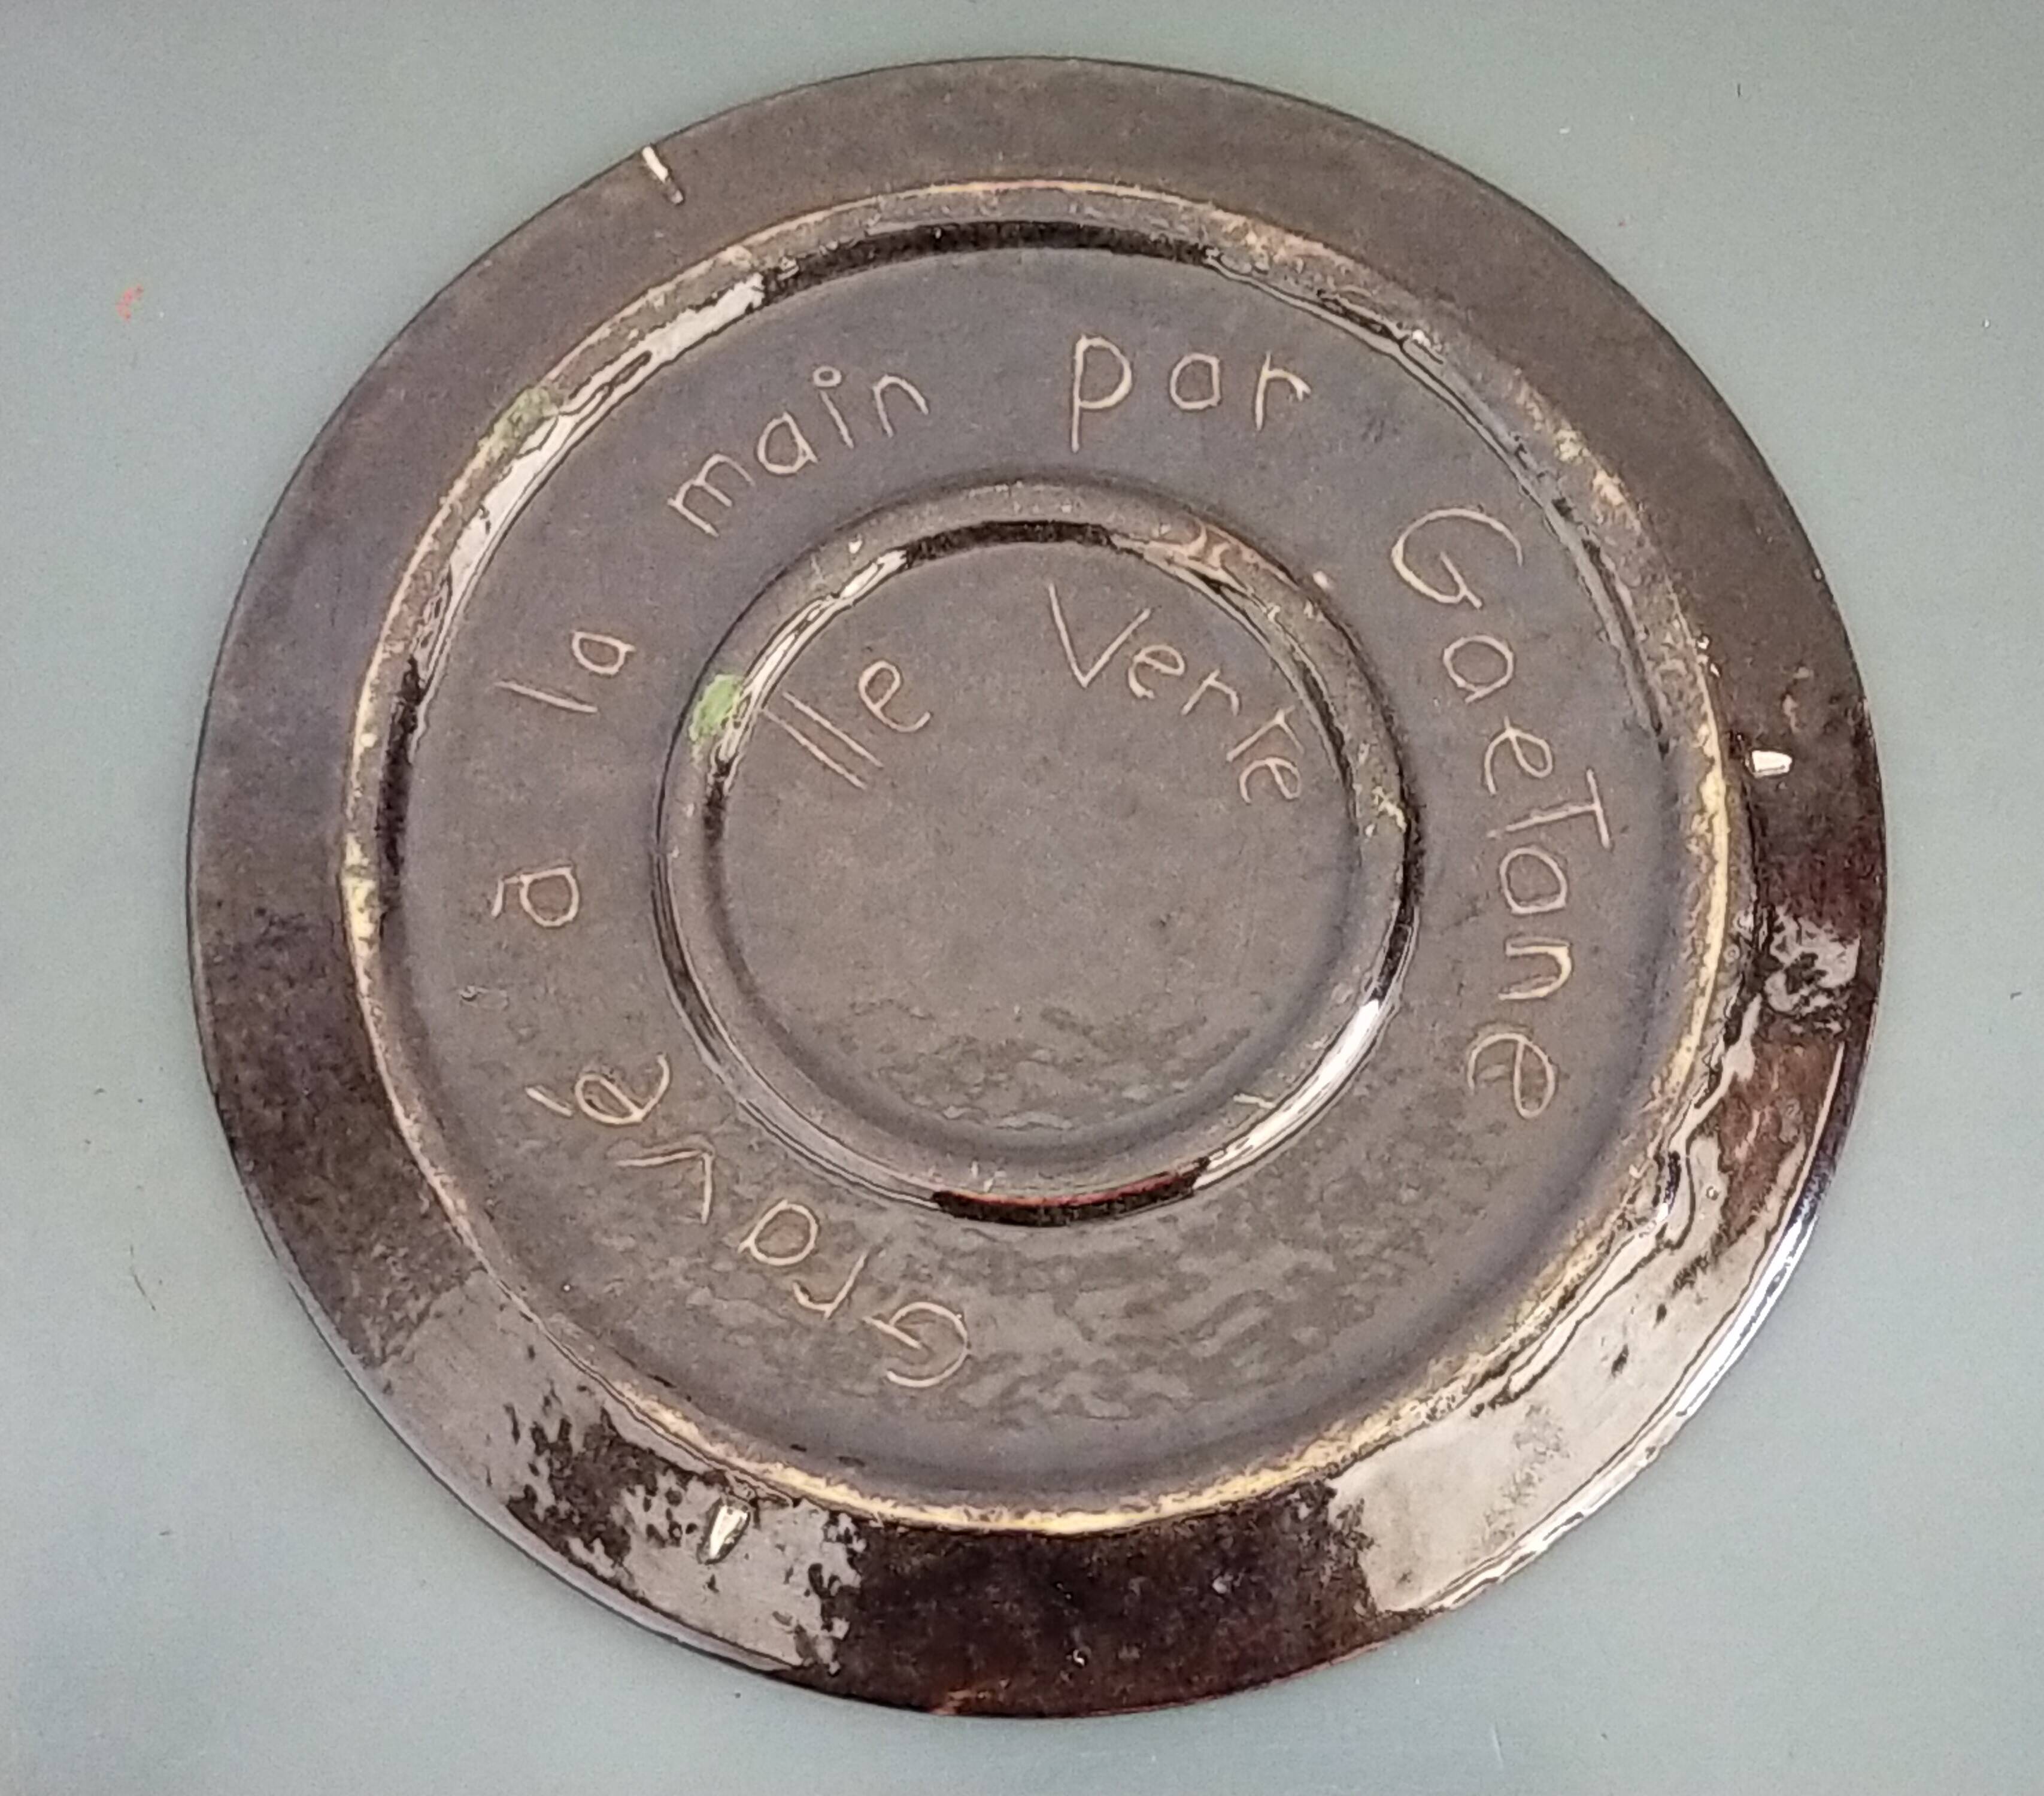 Gravé à la main par Gaetane
Ile Verte